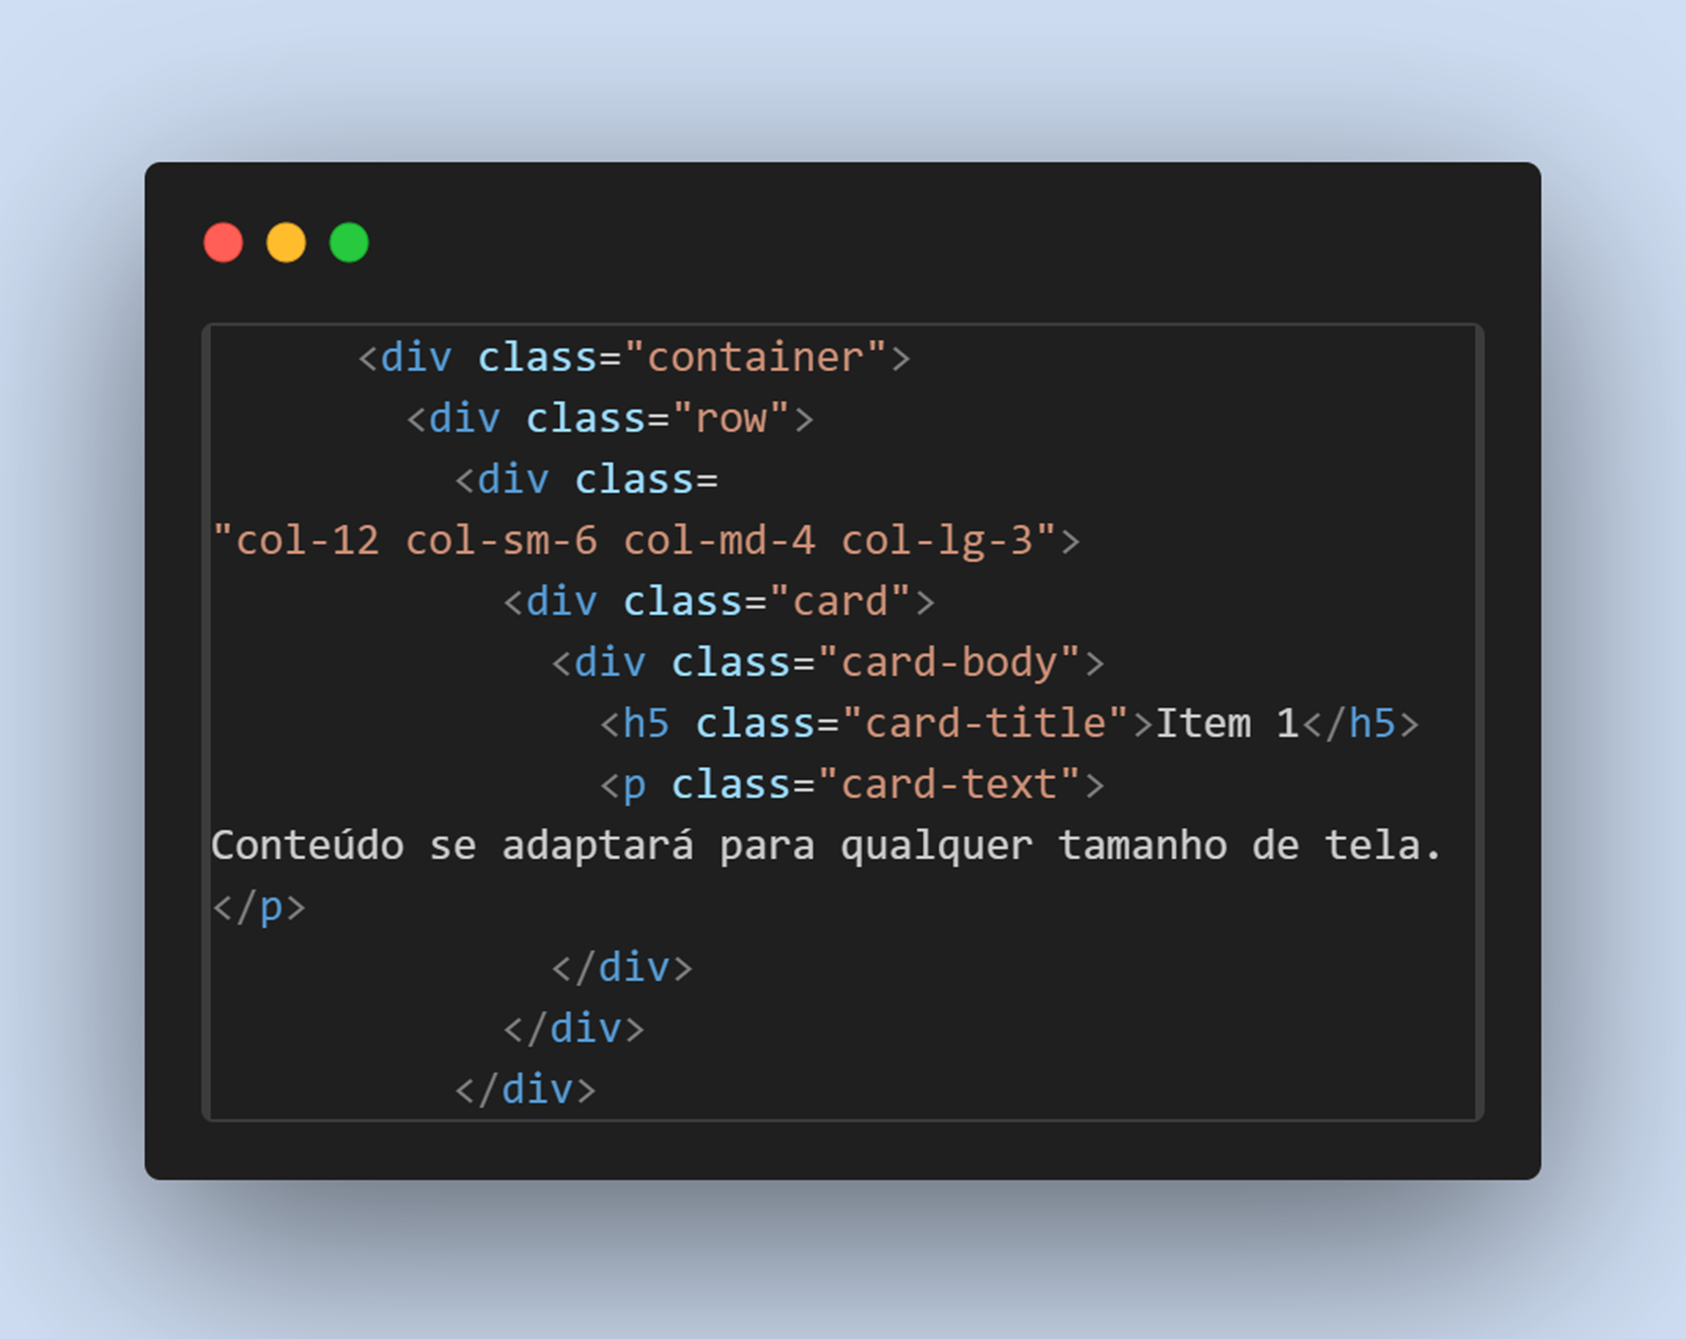 <div class="container">
<div class="row">
<div class=
"col-12 col-sm-6 col-md-4 col-lg-3">
<div class="card">
<div class="card-body">
<h5 class="card-title">Item 1</h5>
<p class="card-text">
Conteúdo se adaptará para qualquer tamanho de tela.
</p>
</div>
</div>
</div>